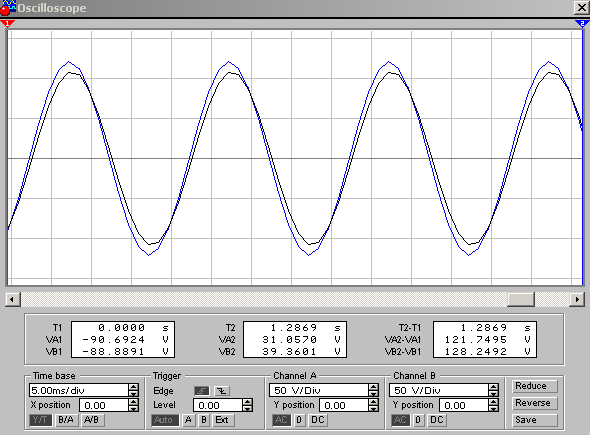 Oscilloscope
1 2
T1 0.0000 s T2 1.2869 s T2-T1 1.2869 s
VA1 -90.6924 V VA2 31.0570 V VA2-VA1 121.7495 V
VB1 -88.8891 V VB2 39.3601 V VB2-VB1 128.2492 V
Time base Trigger Channel A Channel B Reduce
5.00ms/div Edge 50 V/Div 50 V/Div Reverse
X position 0.00 Level 0.00 Y position 0.00 Y position 0.00
Y/T B/A A/B Auto A B Ext AC 0 DC AC 0 DC Save